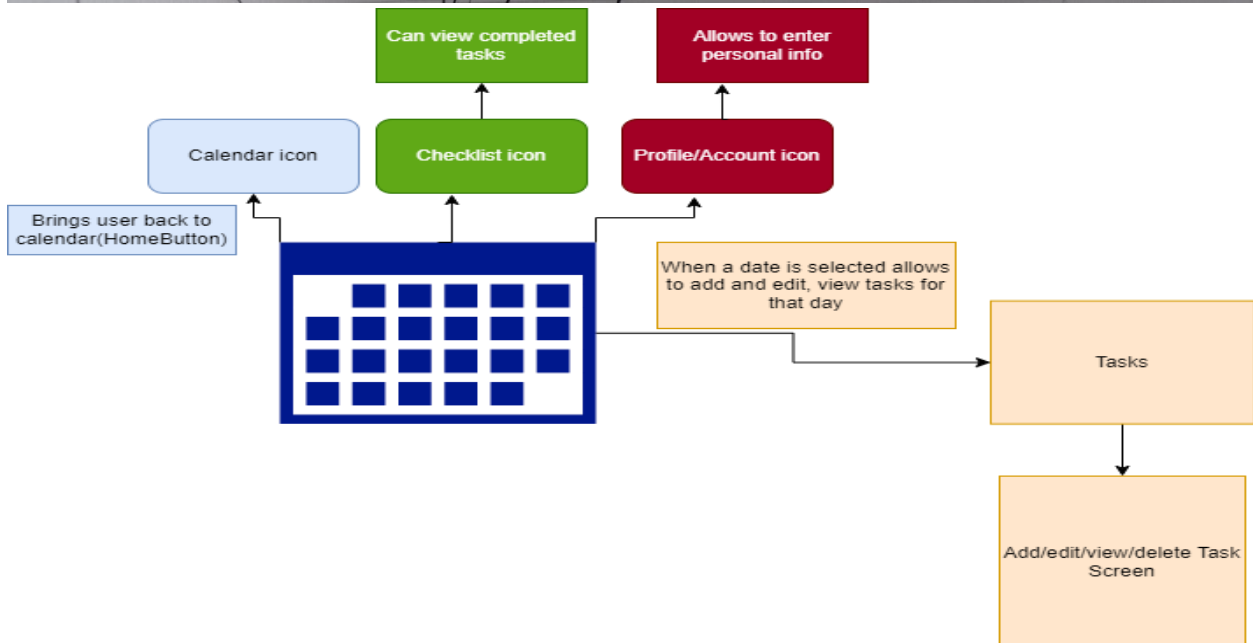 Can view completed
tasks
Allows to enter
personal info
Calendar icon
Checklist icon
Profile/Account icon
Brings user back to
calendar(HomeButton)
When a date is selected allows
to add and edit, view tasks for
that day
Tasks
Add/edit/view/delete Task
Screen